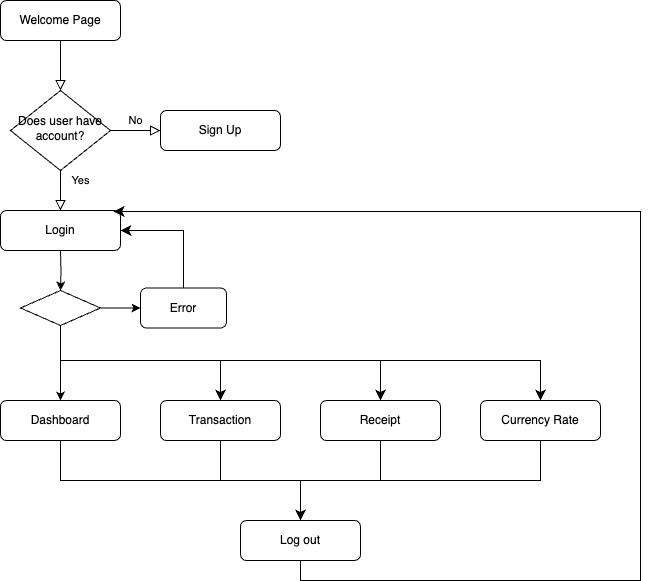 Welcome Page
Does user have
account?
No
Sign Up
Yes
Login
Error
Dashboard
Transaction
Receipt
Currency Rate
Log out